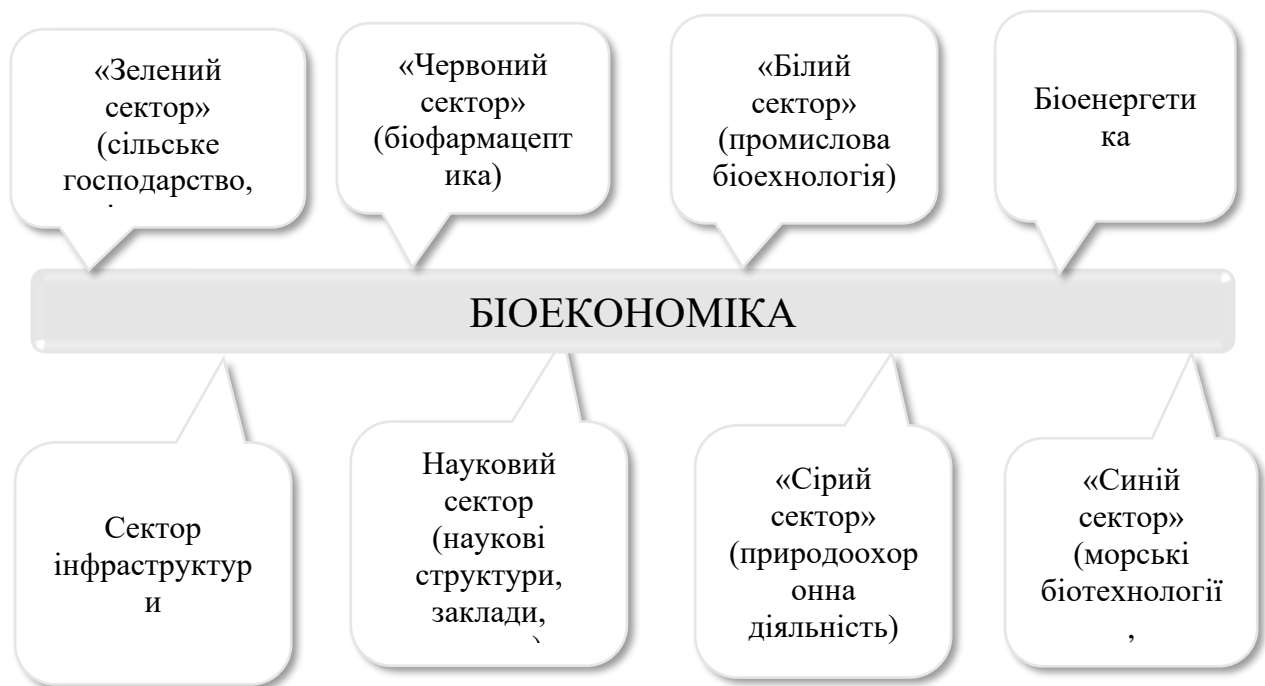 «Зелений
сектор»
(сільське
господарство,
«Червоний
сектор»
(біофармацепт
ика)
«Білий
сектор»
(промислова
біоехнологія)
Біоенергети
ка
БІОЕКОНОМІКА
Сектор
інфраструктур
и
Науковий
сектор
(наукові
структури,
заклади,
«Сірий
сектор»
(природоохор
онна
діяльність)
«Синій
сектор»
(морські
біотехнології
,